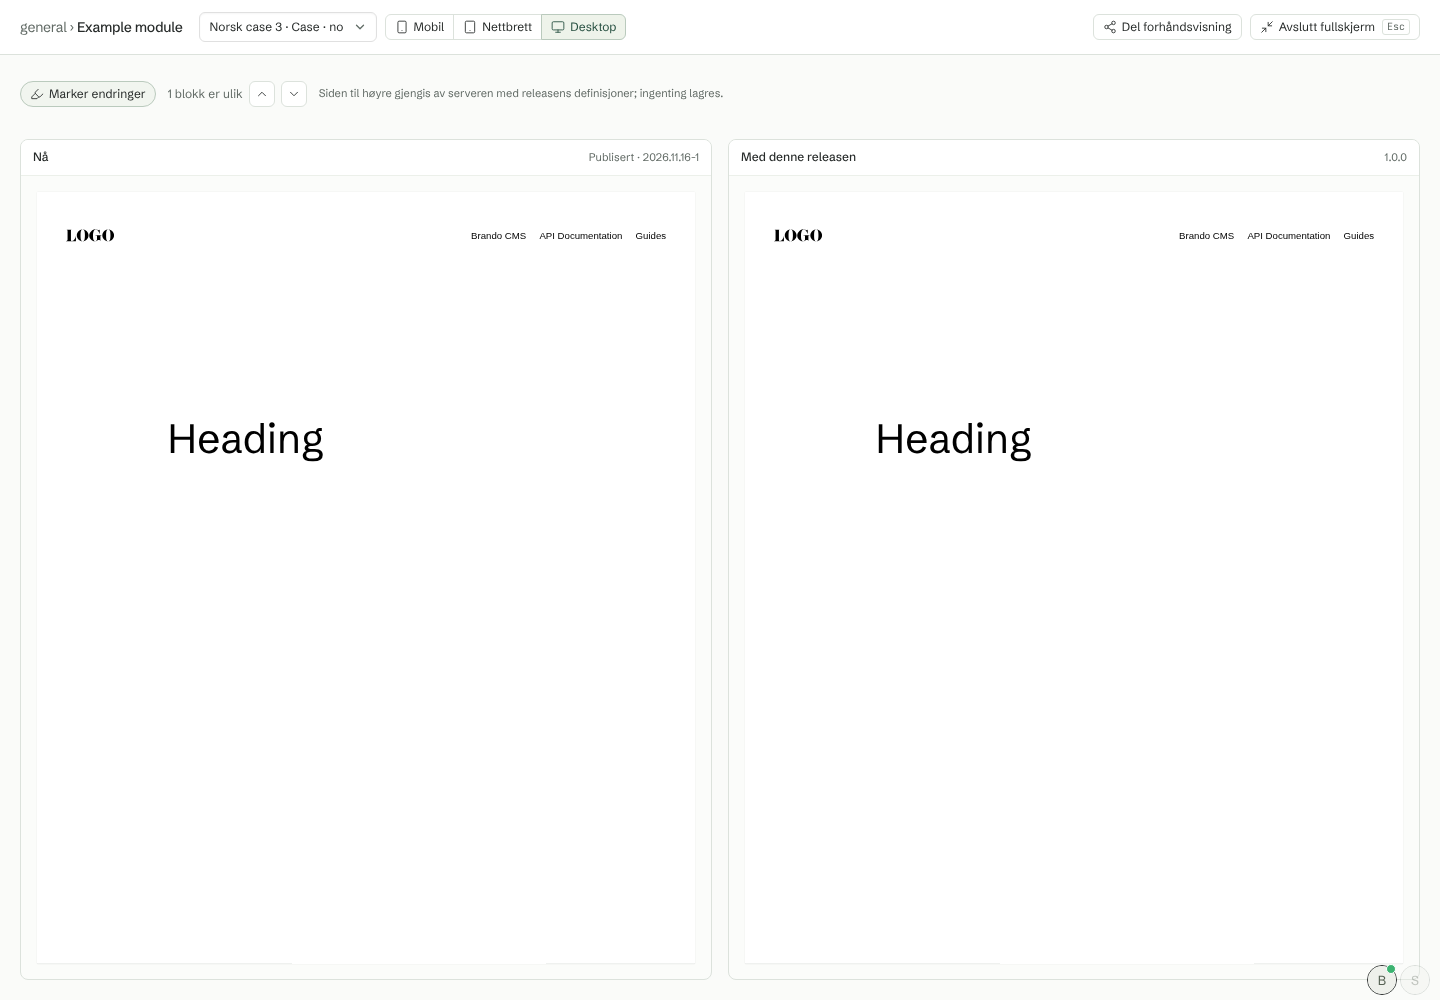 general › Example module
Norsk case 3 · Case · no
Mobil
Nettbrett
Desktop
Del forhåndsvisning
Avslutt fullskjerm Esc
Marker endringer
1 blokk er ulik
Siden til høyre gjengis av serveren med releasens definisjoner; ingenting lagres.
Nå
Publisert · 2026.11.16-1
LOGO
Brando CMS API Documentation Guides
Heading
Med denne releasen
1.0.0
LOGO
Brando CMS API Documentation Guides
Heading
B
S